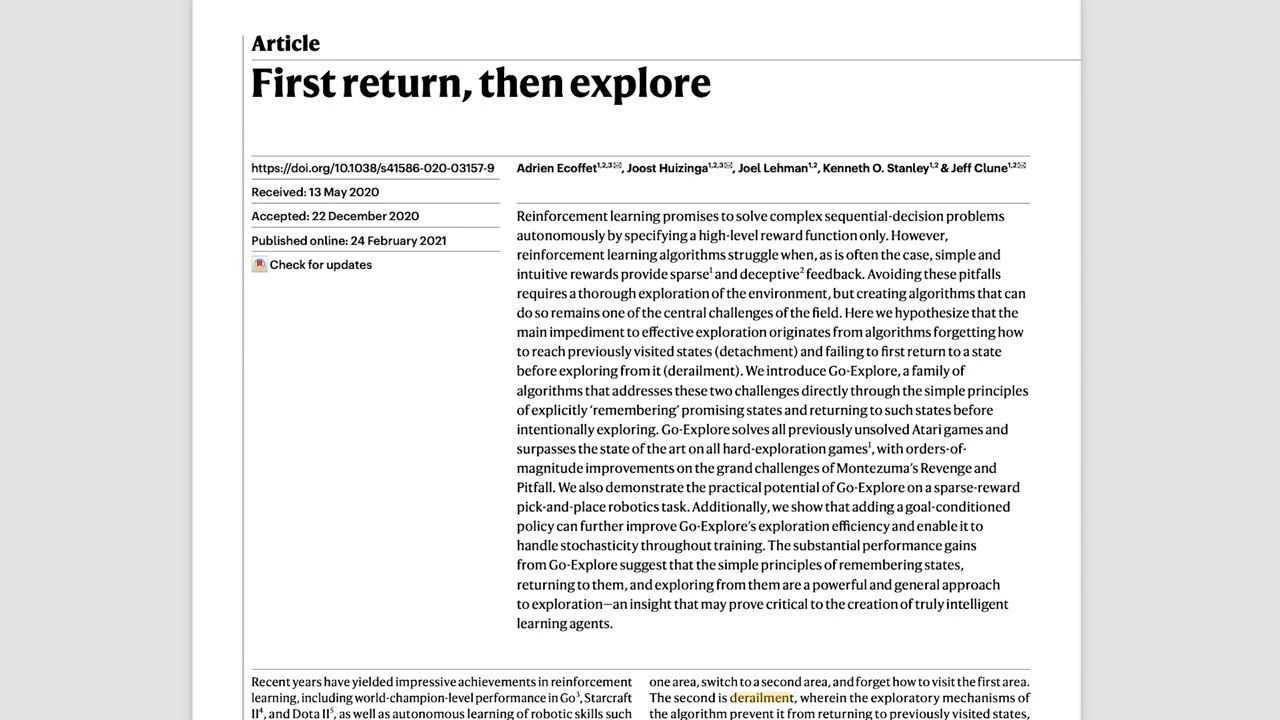 Article
First return, then explore
https://doi.org/10.1038/s41586-020-03157-9
Received: 13 May 2020
Accepted: 22 December 2020
Published online: 24 February 2021
Check for updates
Adrien Ecoffet1,2,3✉, Joost Huizinga1,2,3✉, Joel Lehman1,2, Kenneth O. Stanley1,2 & Jeff Clune1,2✉
Reinforcement learning promises to solve complex sequential-decision problems
autonomously by specifying a high-level reward function only. However,
reinforcement learning algorithms struggle when, as is often the case, simple and
intuitive rewards provide sparse1 and deceptive2 feedback. Avoiding these pitfalls
requires a thorough exploration of the environment, but creating algorithms that can
do so remains one of the central challenges of the field. Here we hypothesize that the
main impediment to effective exploration originates from algorithms forgetting how
to reach previously visited states (detachment) and failing to first return to a state
before exploring from it (derailment). We introduce Go-Explore, a family of
algorithms that addresses these two challenges directly through the simple principles
of explicitly ‘remembering’ promising states and returning to such states before
intentionally exploring. Go-Explore solves all previously unsolved Atari games and
surpasses the state of the art on all hard-exploration games1, with orders-of-
magnitude improvements on the grand challenges of Montezuma’s Revenge and
Pitfall. We also demonstrate the practical potential of Go-Explore on a sparse-reward
pick-and-place robotics task. Additionally, we show that adding a goal-conditioned
policy can further improve Go-Explore’s exploration efficiency and enable it to
handle stochasticity throughout training. The substantial performance gains
from Go-Explore suggest that the simple principles of remembering states,
returning to them, and exploring from them are a powerful and general approach
to exploration—an insight that may prove critical to the creation of truly intelligent
learning agents.
Recent years have yielded impressive achievements in reinforcement
learning, including world-champion-level performance in Go3, Starcraft
II4, and Dota II5, as well as autonomous learning of robotic skills such
one area, switch to a second area, and forget how to visit the first area.
The second is derailment, wherein the exploratory mechanisms of
the algorithm prevent it from returning to previously visited states,